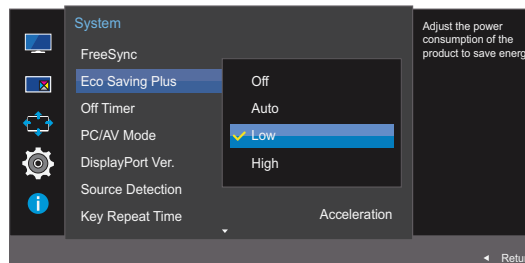 System
FreeSync
Eco Saving Plus
Off Timer
PC/AV Mode
DisplayPort Ver.
Source Detection
Key Repeat Time
Acceleration
Off
Auto
Low
High
Adjust the power
consumption of the
product to save energ
Retu